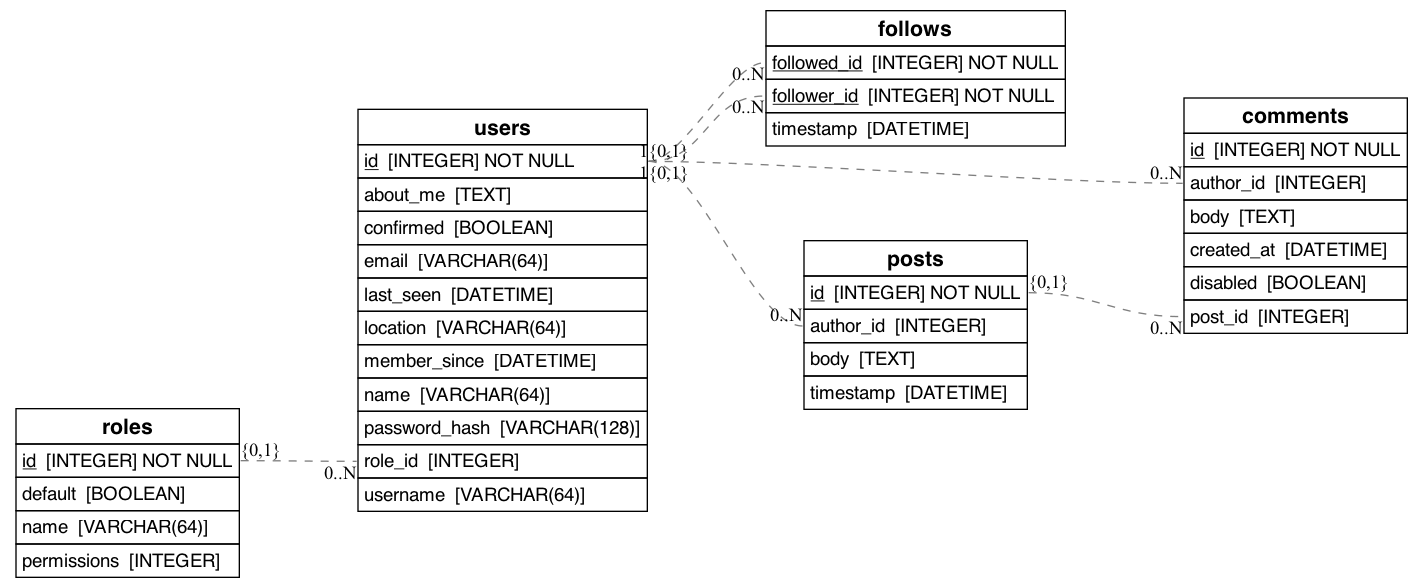 follows
followed_id [INTEGER] NOT NULL
follower_id [INTEGER] NOT NULL
timestamp [DATETIME]
0..N
0..N
users
id [INTEGER] NOT NULL
about_me [TEXT]
confirmed [BOOLEAN]
email [VARCHAR(64)]
last_seen [DATETIME]
location [VARCHAR(64)]
member_since [DATETIME]
name [VARCHAR(64)]
password_hash [VARCHAR(128)]
role_id [INTEGER]
username [VARCHAR(64)]
{0,1}
{0,1}
comments
id [INTEGER] NOT NULL
author_id [INTEGER]
body [TEXT]
created_at [DATETIME]
disabled [BOOLEAN]
post_id [INTEGER]
0..N
0..N
posts
id [INTEGER] NOT NULL
author_id [INTEGER]
body [TEXT]
timestamp [DATETIME]
{0,1}
0..N
roles
id [INTEGER] NOT NULL
default [BOOLEAN]
name [VARCHAR(64)]
permissions [INTEGER]
{0,1}
0..N